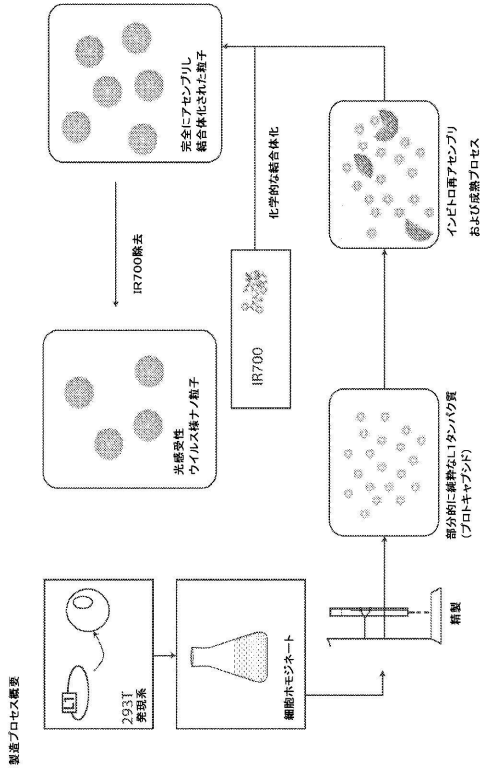 製造プロセス概要
L1
293T
発現系
細胞ホモジネート
精製
部分的に純粋なL1タンパク質
(プロトキャプシド)
インビトロ再アセンブリ
および成熟プロセス
化学的な結合体化
IR700
完全にアセンブリし
結合体化された粒子
IR700除去
光感受性
ウイルス様ナノ粒子